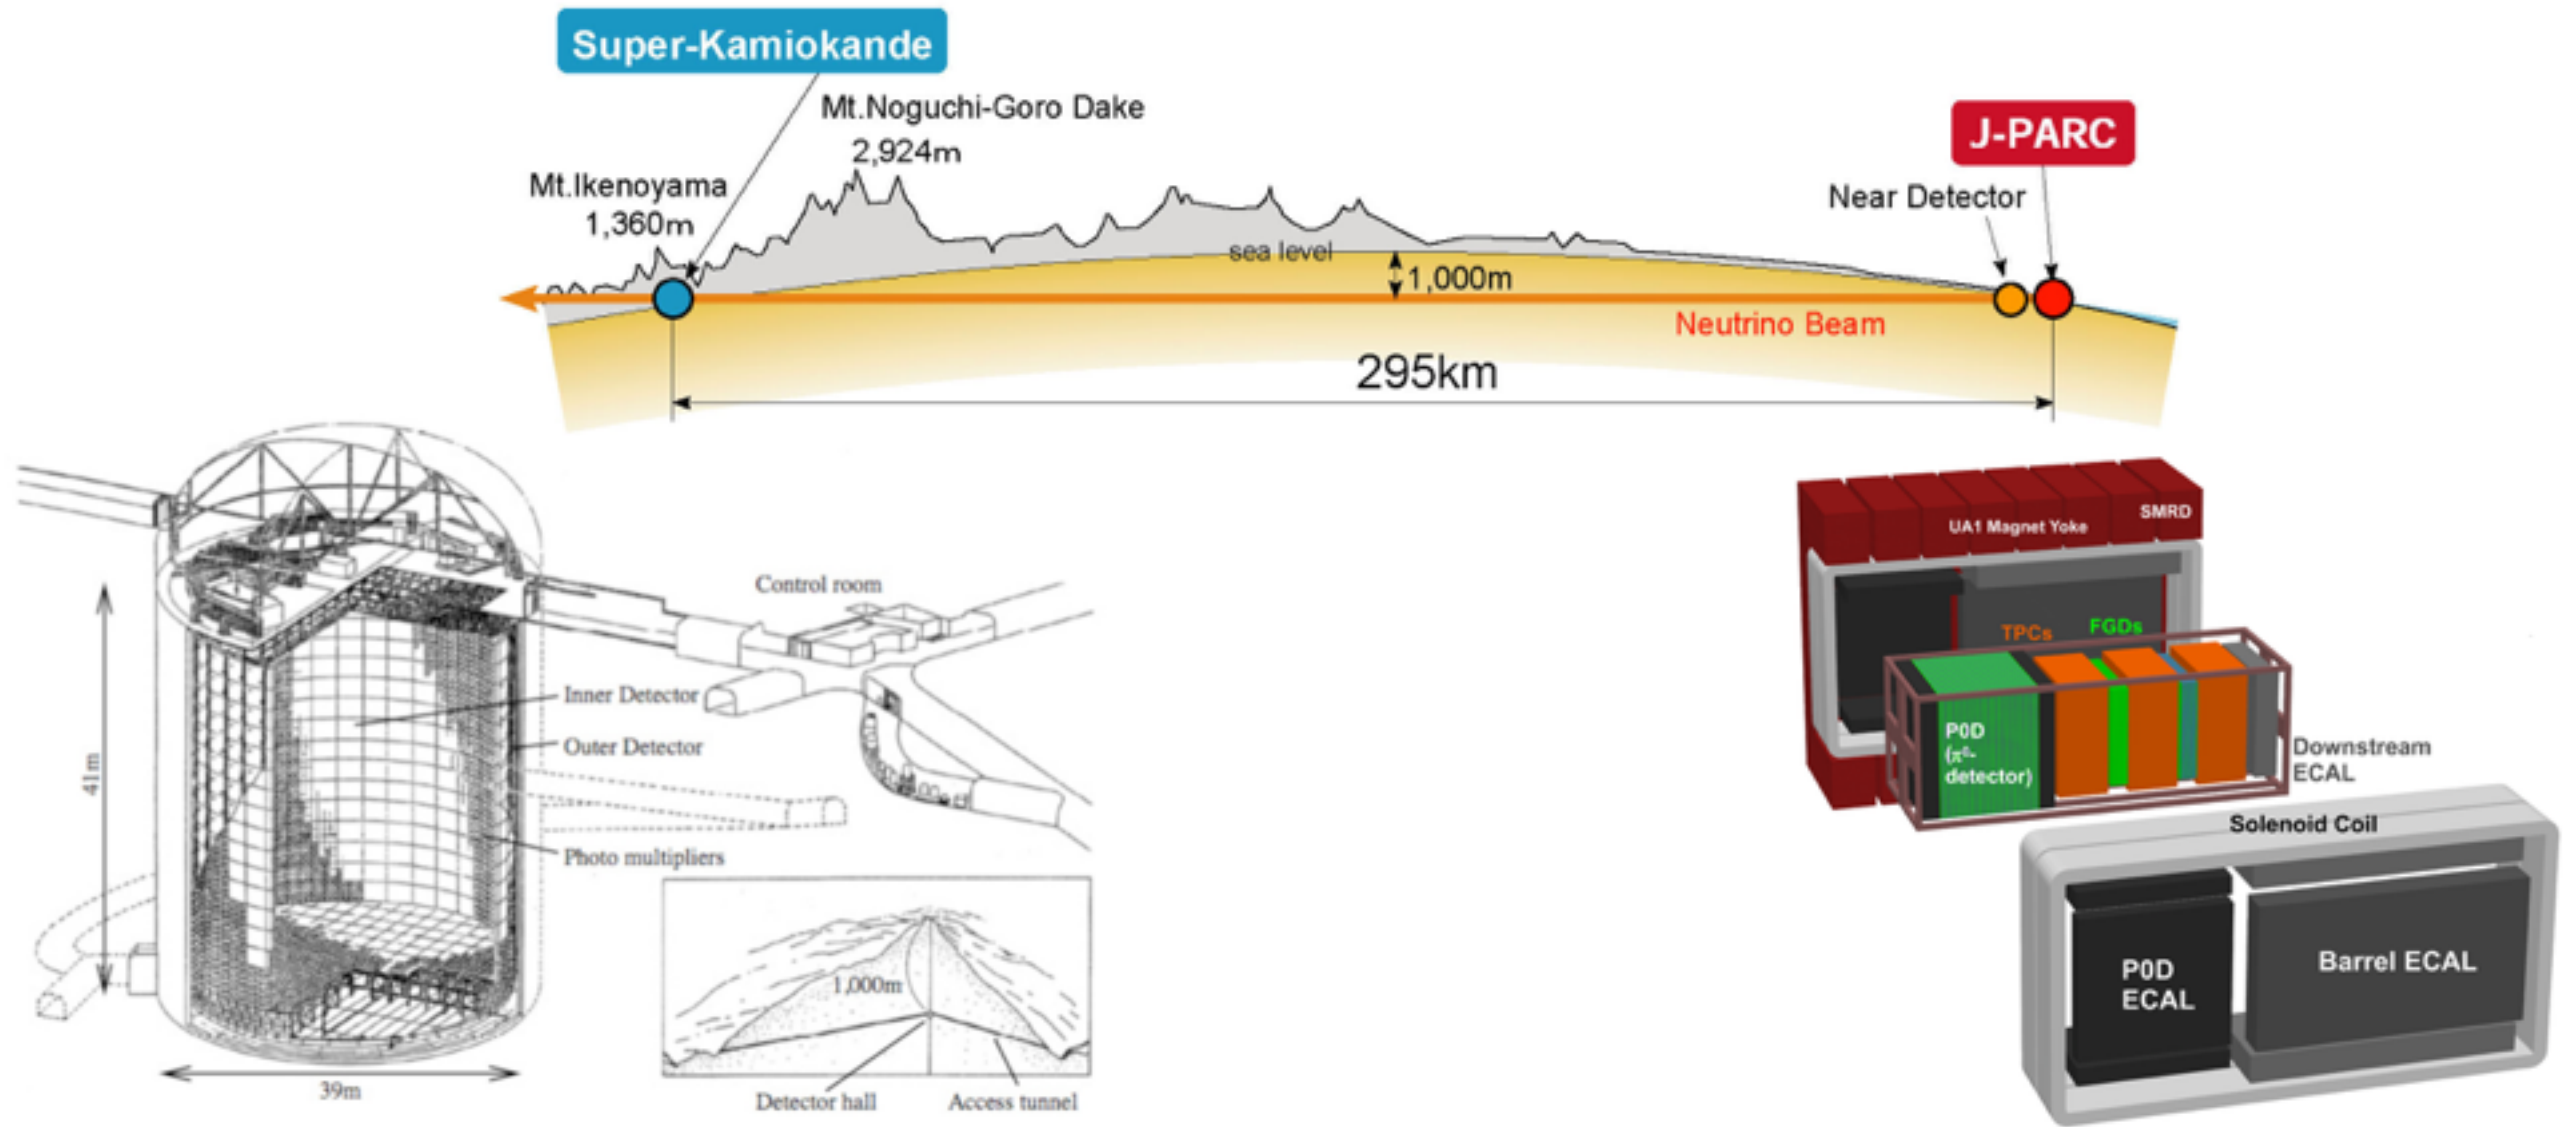 Super-Kamiokande
Mt.Noguchi-Goro Dake
2,924m
Mt.Ikenoyama
1,360m
J-PARC
Near Detector
sea level
1,000m
Neutrino Beam
295km
Control room
Inner Detector
Outer Detector
Photo multipliers
41m
39m
1,000m
Detector hall
Access tunnel
SMRD
UA1 Magnet Yoke
TPCs
FGDs
P0D
(π⁰-
detector)
Downstream
ECAL
Solenoid Coil
P0D
ECAL
Barrel ECAL